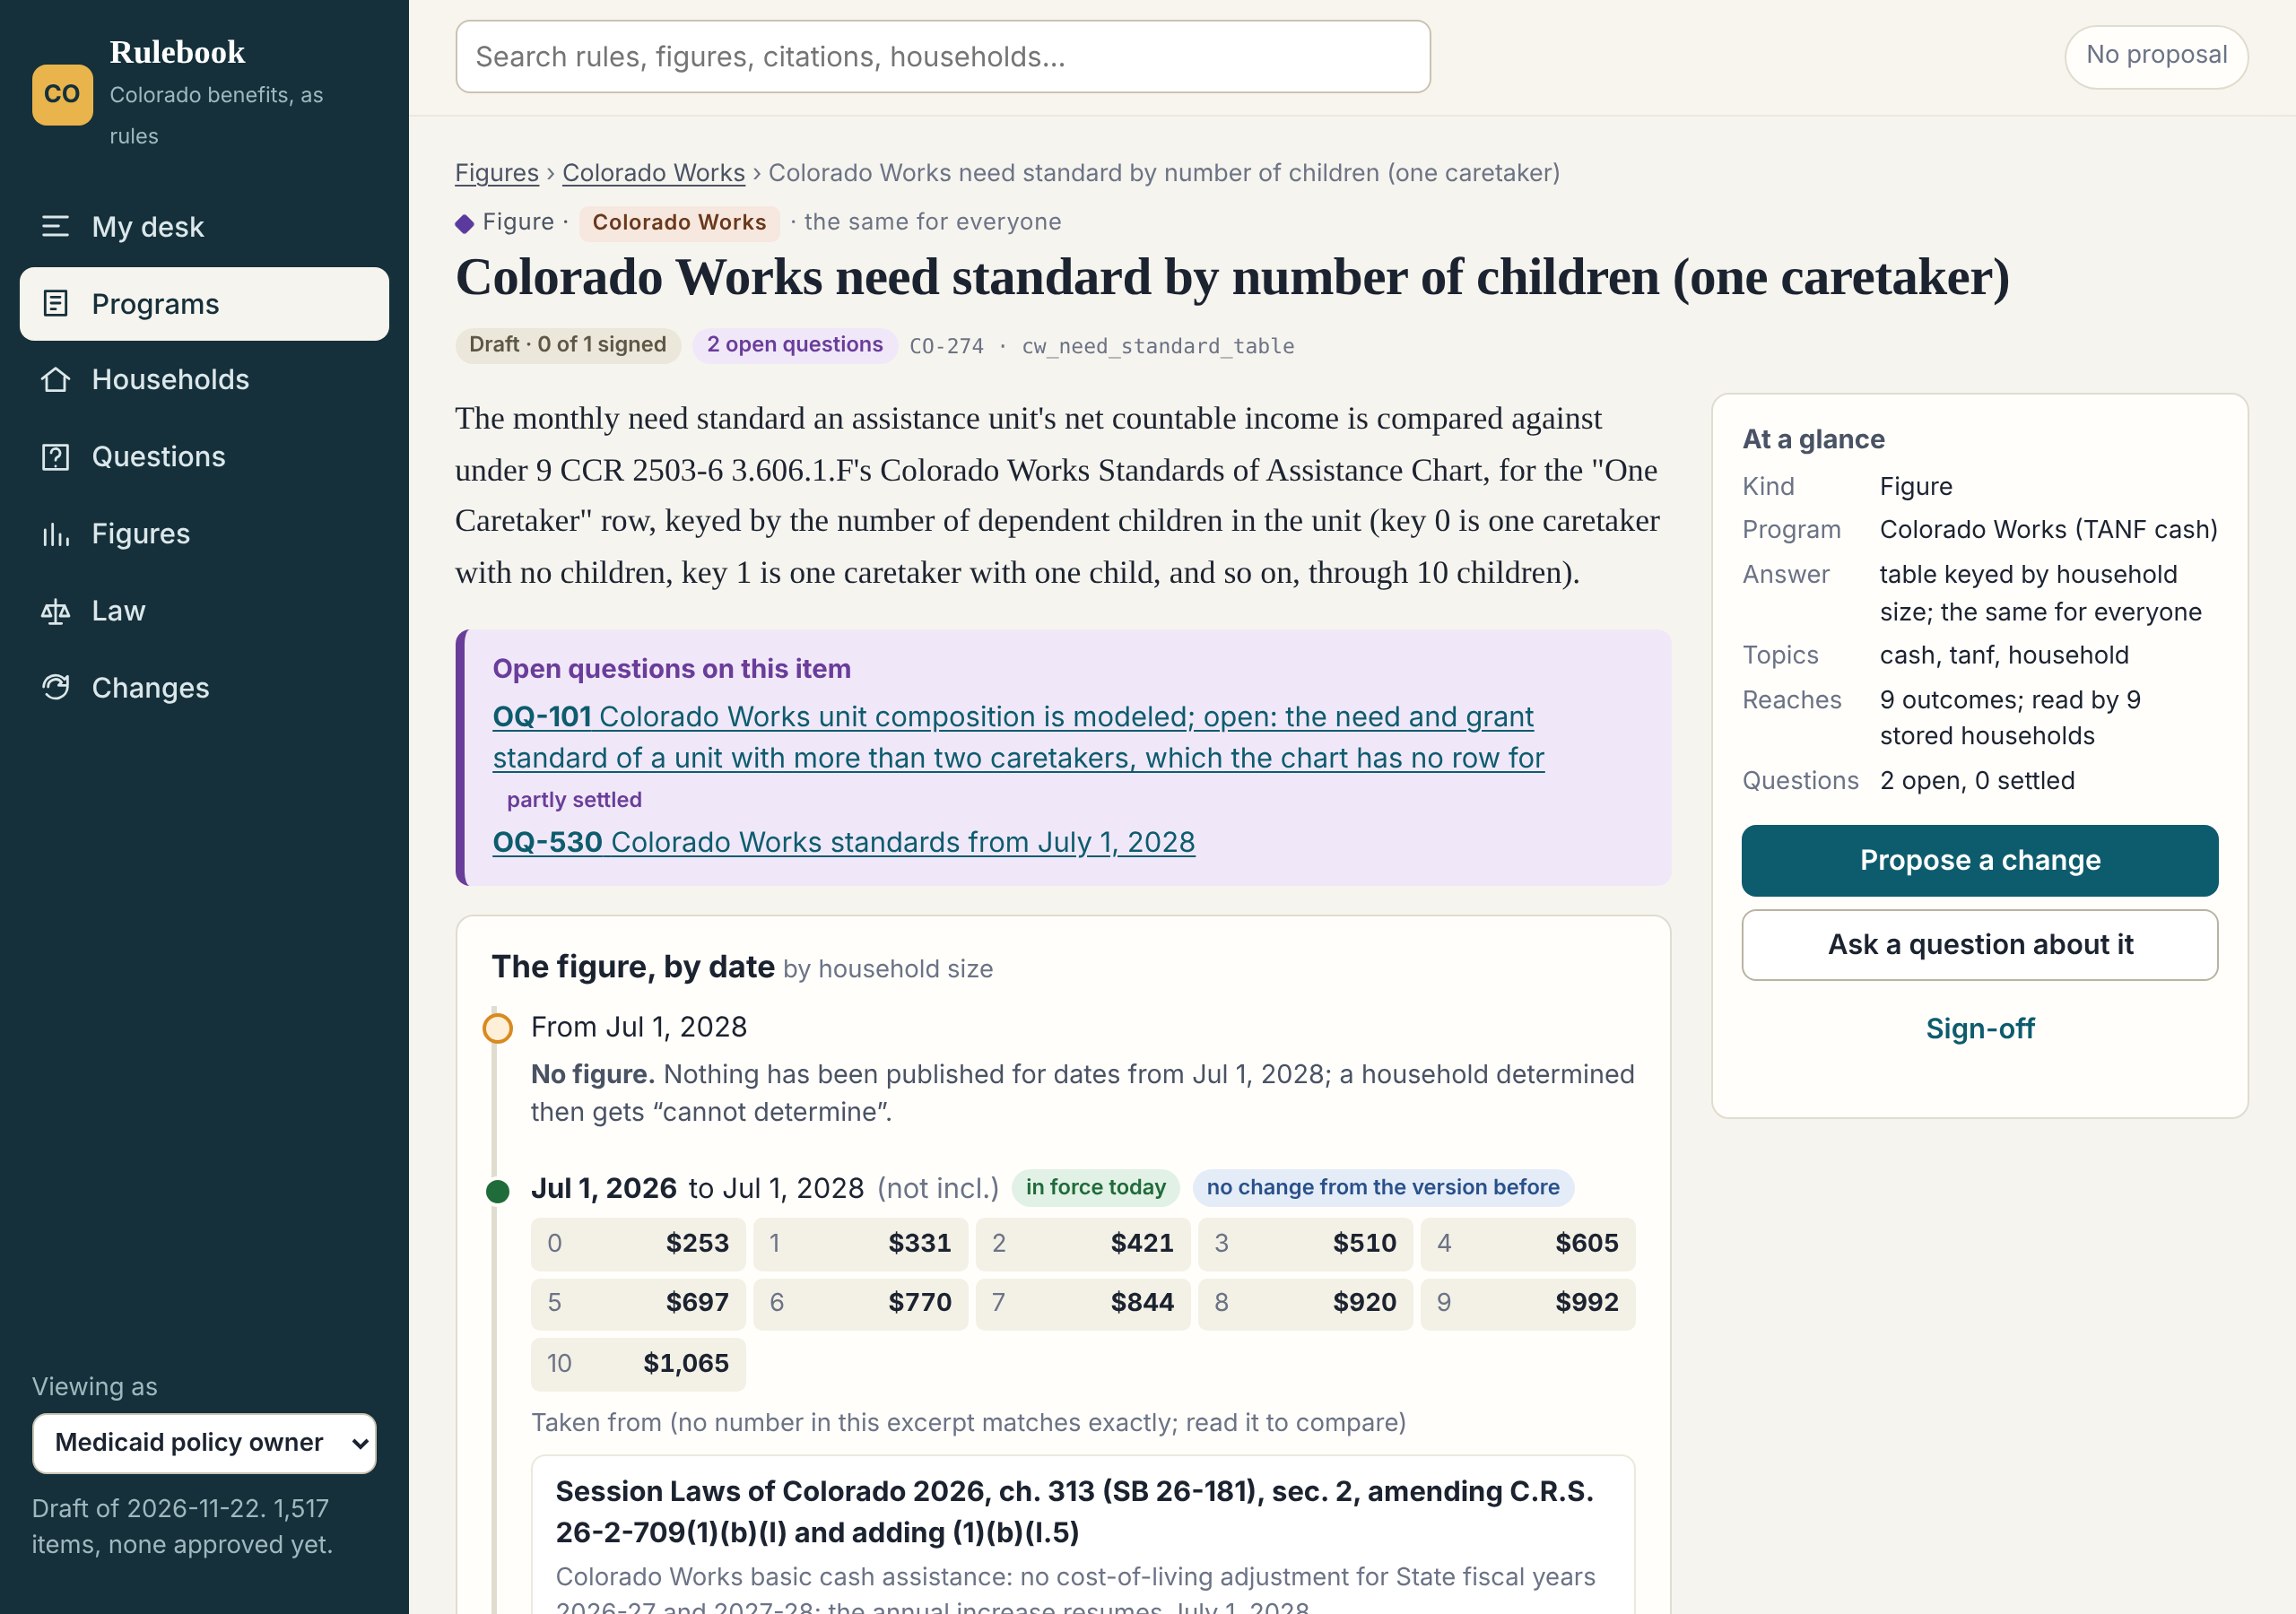 CO
Rulebook
Colorado benefits, as
rules
My desk
Programs
Households
Questions
Figures
Law
Changes
Viewing as
Medicaid policy owner
Draft of 2026-11-22. 1,517
items, none approved yet.
Search rules, figures, citations, households...
No proposal
Figures › Colorado Works › Colorado Works need standard by number of children (one caretaker)
Figure · Colorado Works · the same for everyone
Colorado Works need standard by number of children (one caretaker)
Draft · 0 of 1 signed 2 open questions CO-274 · cw_need_standard_table
The monthly need standard an assistance unit's net countable income is compared against
under 9 CCR 2503-6 3.606.1.F's Colorado Works Standards of Assistance Chart, for the "One
Caretaker" row, keyed by the number of dependent children in the unit (key 0 is one caretaker
with no children, key 1 is one caretaker with one child, and so on, through 10 children).
Open questions on this item
OQ-101 Colorado Works unit composition is modeled; open: the need and grant
standard of a unit with more than two caretakers, which the chart has no row for
partly settled
OQ-530 Colorado Works standards from July 1, 2028
The figure, by date by household size
From Jul 1, 2028
No figure. Nothing has been published for dates from Jul 1, 2028; a household determined
then gets “cannot determine”.
Jul 1, 2026 to Jul 1, 2028 (not incl.) in force today no change from the version before
0 $253 1 $331 2 $421 3 $510 4 $605
5 $697 6 $770 7 $844 8 $920 9 $992
10 $1,065
Taken from (no number in this excerpt matches exactly; read it to compare)
Session Laws of Colorado 2026, ch. 313 (SB 26-181), sec. 2, amending C.R.S.
26-2-709(1)(b)(I) and adding (1)(b)(I.5)
Colorado Works basic cash assistance: no cost-of-living adjustment for State fiscal years
2026-27 and 2027-28; the annual increase resumes July 1, 2028
At a glance
Kind Figure
Program Colorado Works (TANF cash)
Answer table keyed by household
size; the same for everyone
Topics cash, tanf, household
Reaches 9 outcomes; read by 9
stored households
Questions 2 open, 0 settled
Propose a change
Ask a question about it
Sign-off